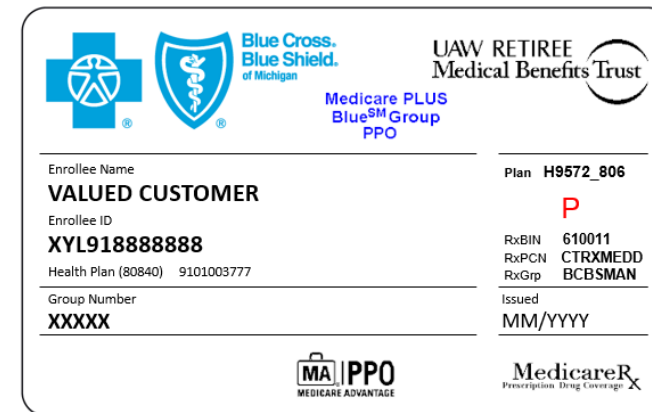 Blue Cross®
Blue Shield®
of Michigan
® ®
UAW RETIREE
Medical Benefits Trust
Medicare PLUS
Blue℠ Group
PPO
Enrollee Name
VALUED CUSTOMER
Enrollee ID
XYL918888888
Health Plan (80840) 9101003777
Group Number
XXXXX
Plan H9572_806
P
RxBIN 610011
RxPCN CTRXMEDD
RxGrp BCBSMAN
Issued
MM/YYYY
MA PPO
MEDICARE ADVANTAGE
MedicareRx
Prescription Drug Coverage